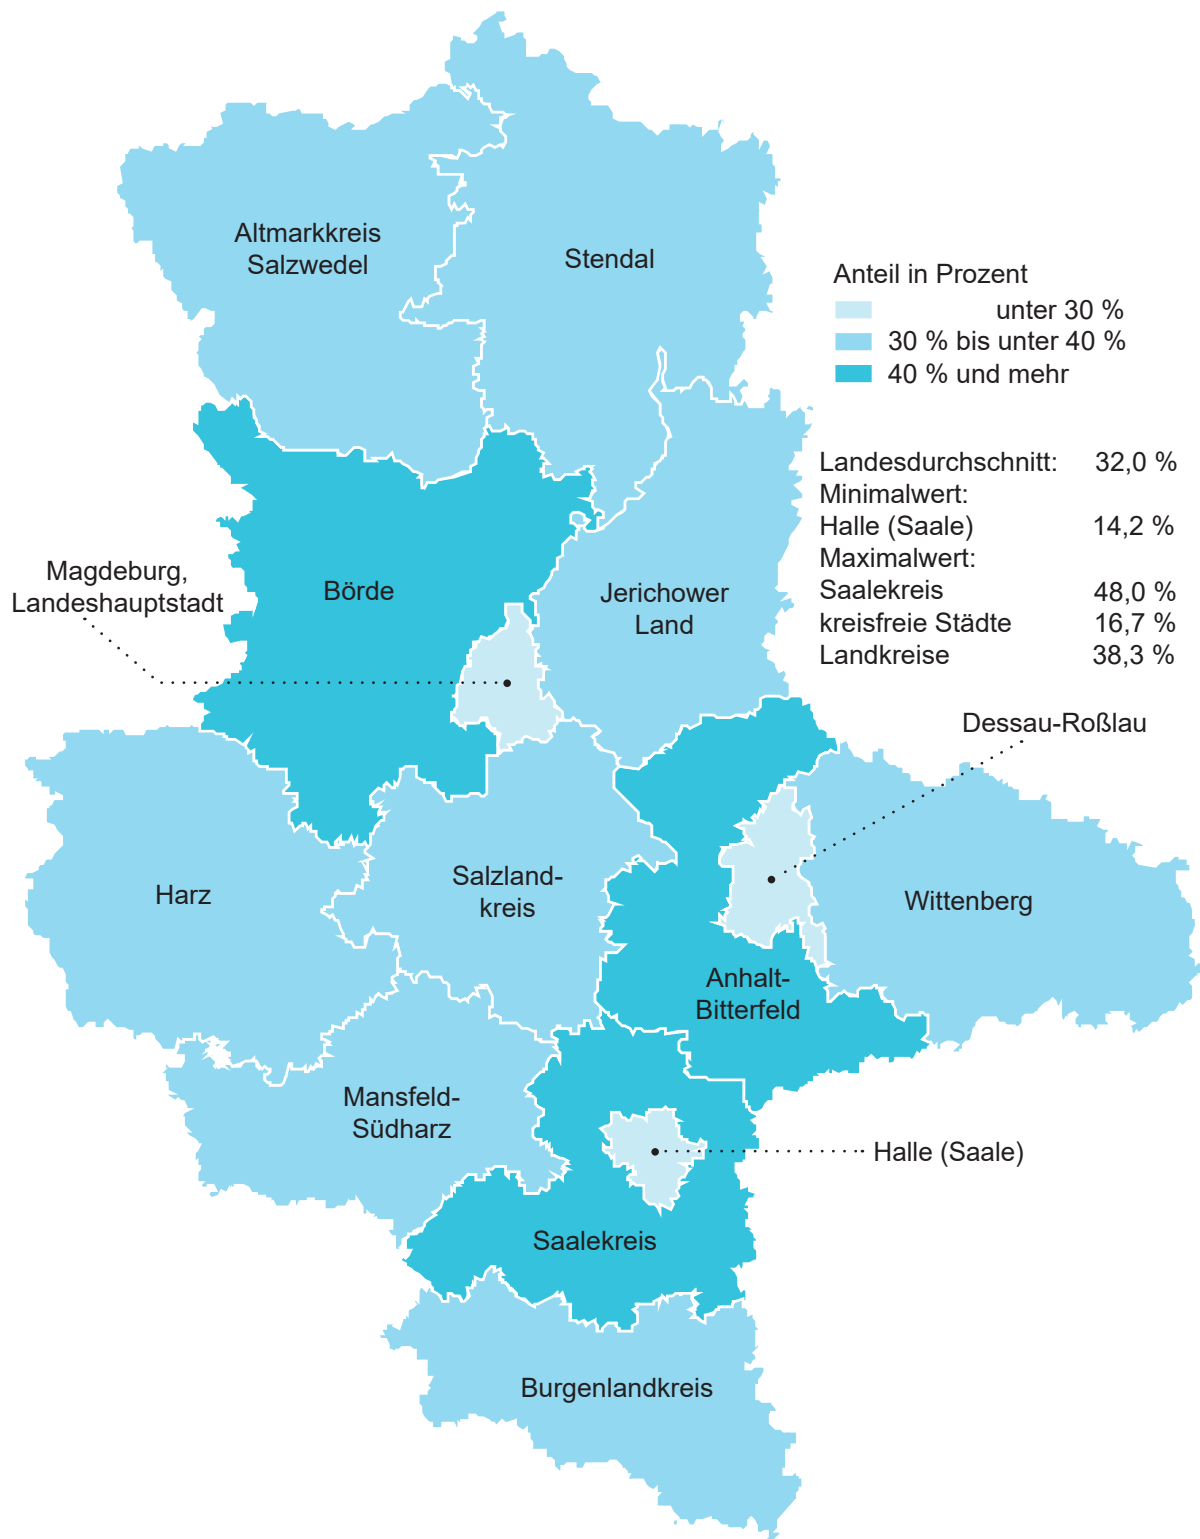 Altmarkkreis
Salzwedel
Stendal
Anteil in Prozent
unter 30 %
30 % bis unter 40 %
40 % und mehr
Landesdurchschnitt: 32,0 %
Minimalwert:
Halle (Saale) 14,2 %
Maximalwert:
Saalekreis 48,0 %
kreisfreie Städte 16,7 %
Landkreise 38,3 %
Magdeburg,
Landeshauptstadt
Börde
Jerichower
Land
Dessau-Roßlau
Harz
Salzland-
kreis
Wittenberg
Anhalt-
Bitterfeld
Mansfeld-
Südharz
Halle (Saale)
Saalekreis
Burgenlandkreis